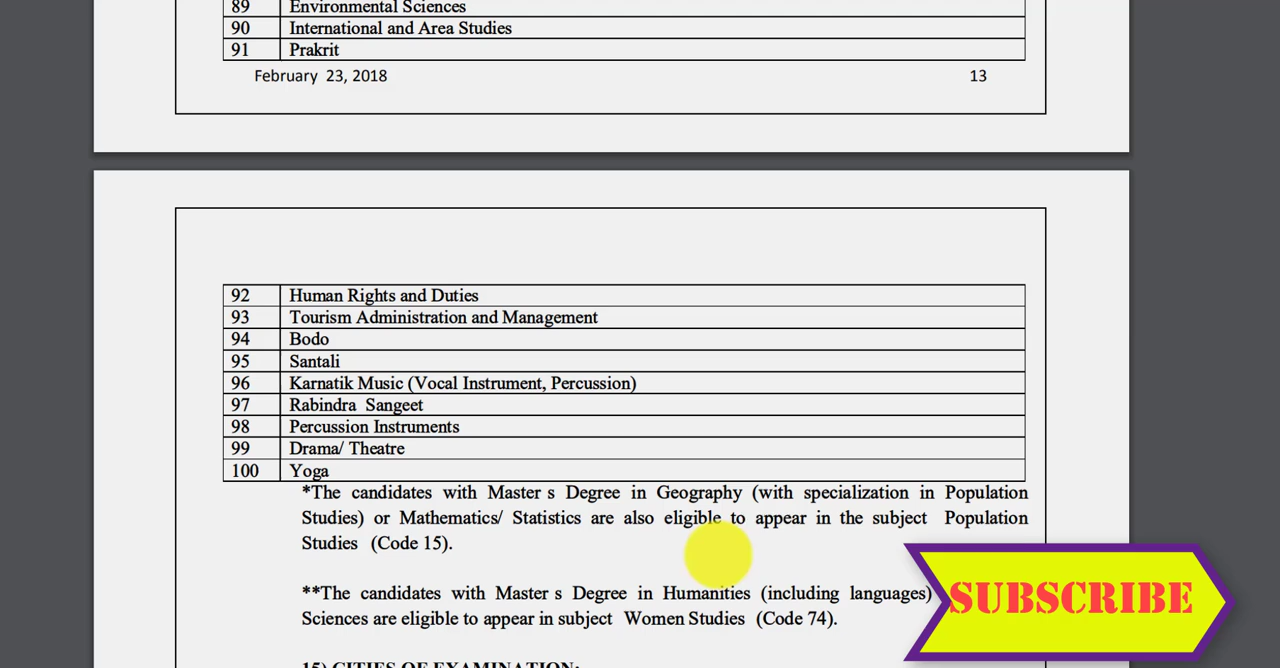 89 Environmental Sciences
90 International and Area Studies
91 Prakrit
February 23, 2018 13
92 Human Rights and Duties
93 Tourism Administration and Management
94 Bodo
95 Santali
96 Karnatik Music (Vocal Instrument, Percussion)
97 Rabindra Sangeet
98 Percussion Instruments
99 Drama/ Theatre
100 Yoga
*The candidates with Master s Degree in Geography (with specialization in Population
Studies) or Mathematics/ Statistics are also eligible to appear in the subject Population
Studies (Code 15).
**The candidates with Master s Degree in Humanities (including languages)
Sciences are eligible to appear in subject Women Studies (Code 74).
SUBSCRIBE
15) CITIES OF EXAMINATION: